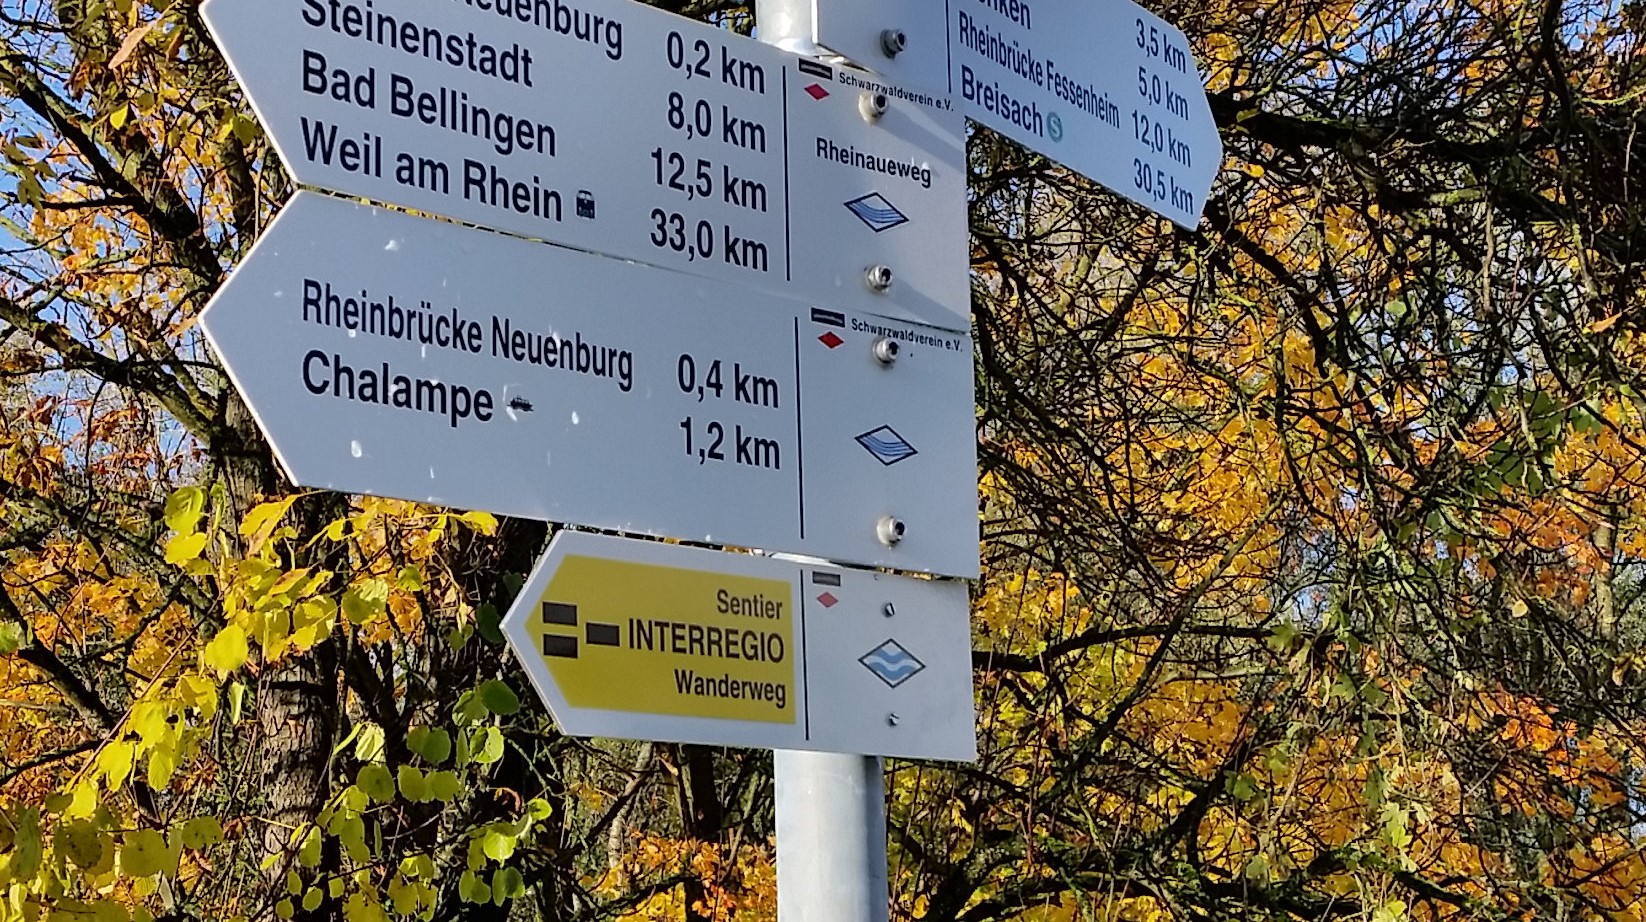 Neuenburg 0,2 km
Steinenstadt 8,0 km
Bad Bellingen 12,5 km
Weil am Rhein 33,0 km
Schwarzwaldverein e.V.
Rheinaueweg
3,5 km
5,0 km
Rheinbrücke Fessenheim 12,0 km
Breisach S 30,5 km
Rheinbrücke Neuenburg 0,4 km
Chalampe 1,2 km
Schwarzwaldverein e.V.
Sentier
INTERREGIO
Wanderweg